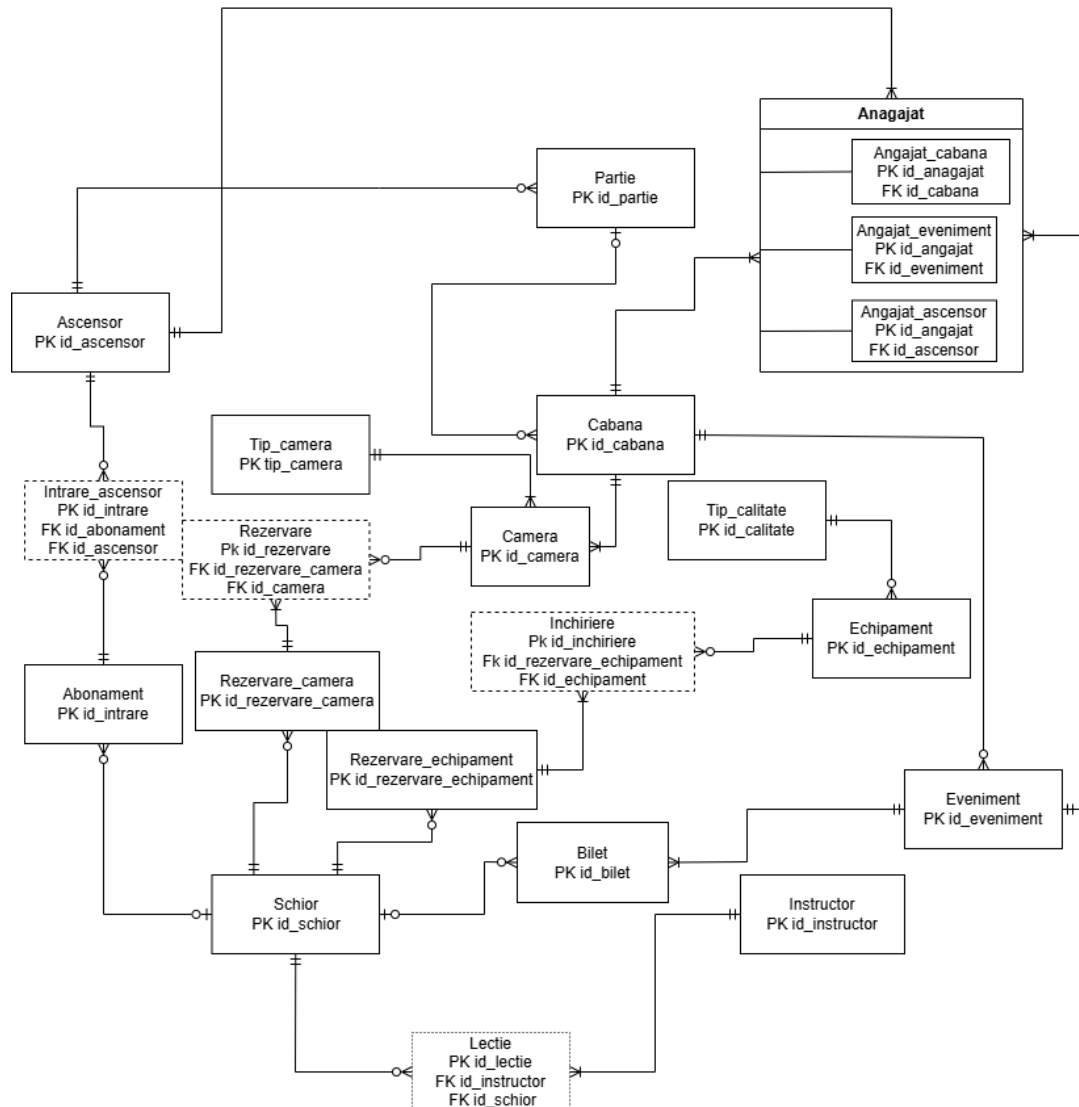 Anagajat
Angajat_cabana
PK id_anagajat
FK id_cabana
Angajat_eveniment
PK id_angajat
FK id_eveniment
Angajat_ascensor
PK id_angajat
FK id_ascensor
Partie
PK id_partie
Ascensor
PK id_ascensor
Cabana
PK id_cabana
Tip_camera
PK tip_camera
Intrare_ascensor
PK id_intrare
FK id_abonament
FK id_ascensor
Rezervare
Pk id_rezervare
FK id_rezervare_camera
FK id_camera
Camera
PK id_camera
Tip_calitate
PK id_calitate
Inchiriere
Pk id_inchiriere
Fk id_rezervare_echipament
FK id_echipament
Echipament
PK id_echipament
Abonament
PK id_intrare
Rezervare_camera
PK id_rezervare_camera
Rezervare_echipament
PK id_rezervare_echipament
Eveniment
PK id_eveniment
Bilet
PK id_bilet
Schior
PK id_schior
Instructor
PK id_instructor
Lectie
PK id_lectie
FK id_instructor
FK id_schior